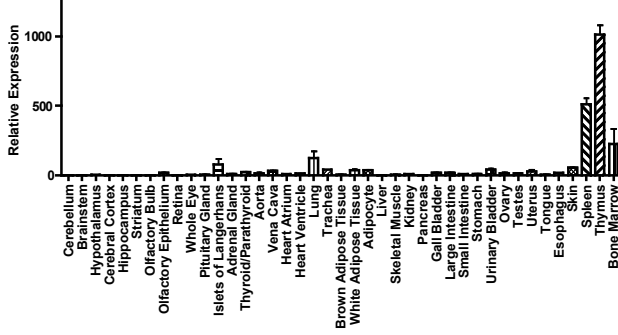 Relative Expression
1000
500
0
Cerebellum
Brainstem
Hypothalamus
Cerebral Cortex
Hippocampus
Striatum
Olfactory Bulb
Olfactory Epithelium
Retina
Whole Eye
Pituitary Gland
Islets of Langerhans
Adrenal Gland
Thyroid/Parathyroid
Aorta
Vena Cava
Heart Atrium
Heart Ventricle
Lung
Trachea
Brown Adipose Tissue
White Adipose Tissue
Adipocyte
Liver
Skeletal Muscle
Kidney
Pancreas
Gall Bladder
Large Intestine
Small Intestine
Stomach
Urinary Bladder
Ovary
Testes
Uterus
Tongue
Esophagus
Skin
Spleen
Thymus
Bone Marrow